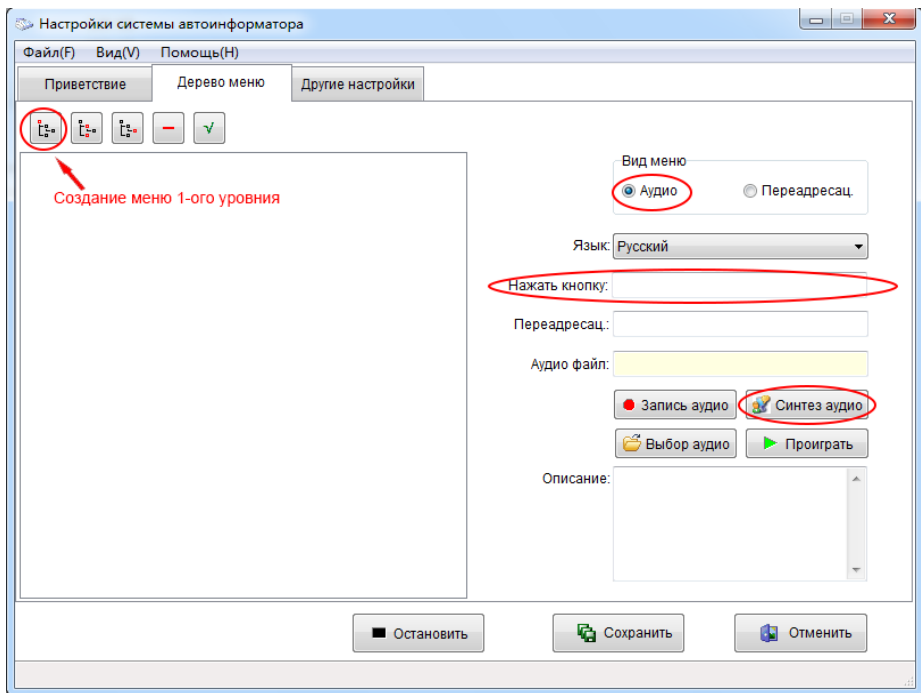 Настройки системы автоинформатора
Файл(F) Вид(V) Помощь(H)
Приветствие Дерево меню Другие настройки
Создание меню 1-ого уровния
Вид меню
Аудио Переадресац.
Язык: Русский
Нажать кнопку:
Переадресац.:
Аудио файл:
Запись аудио Синтез аудио
Выбор аудио Проиграть
Описание:
Остановить Сохранить Отменить